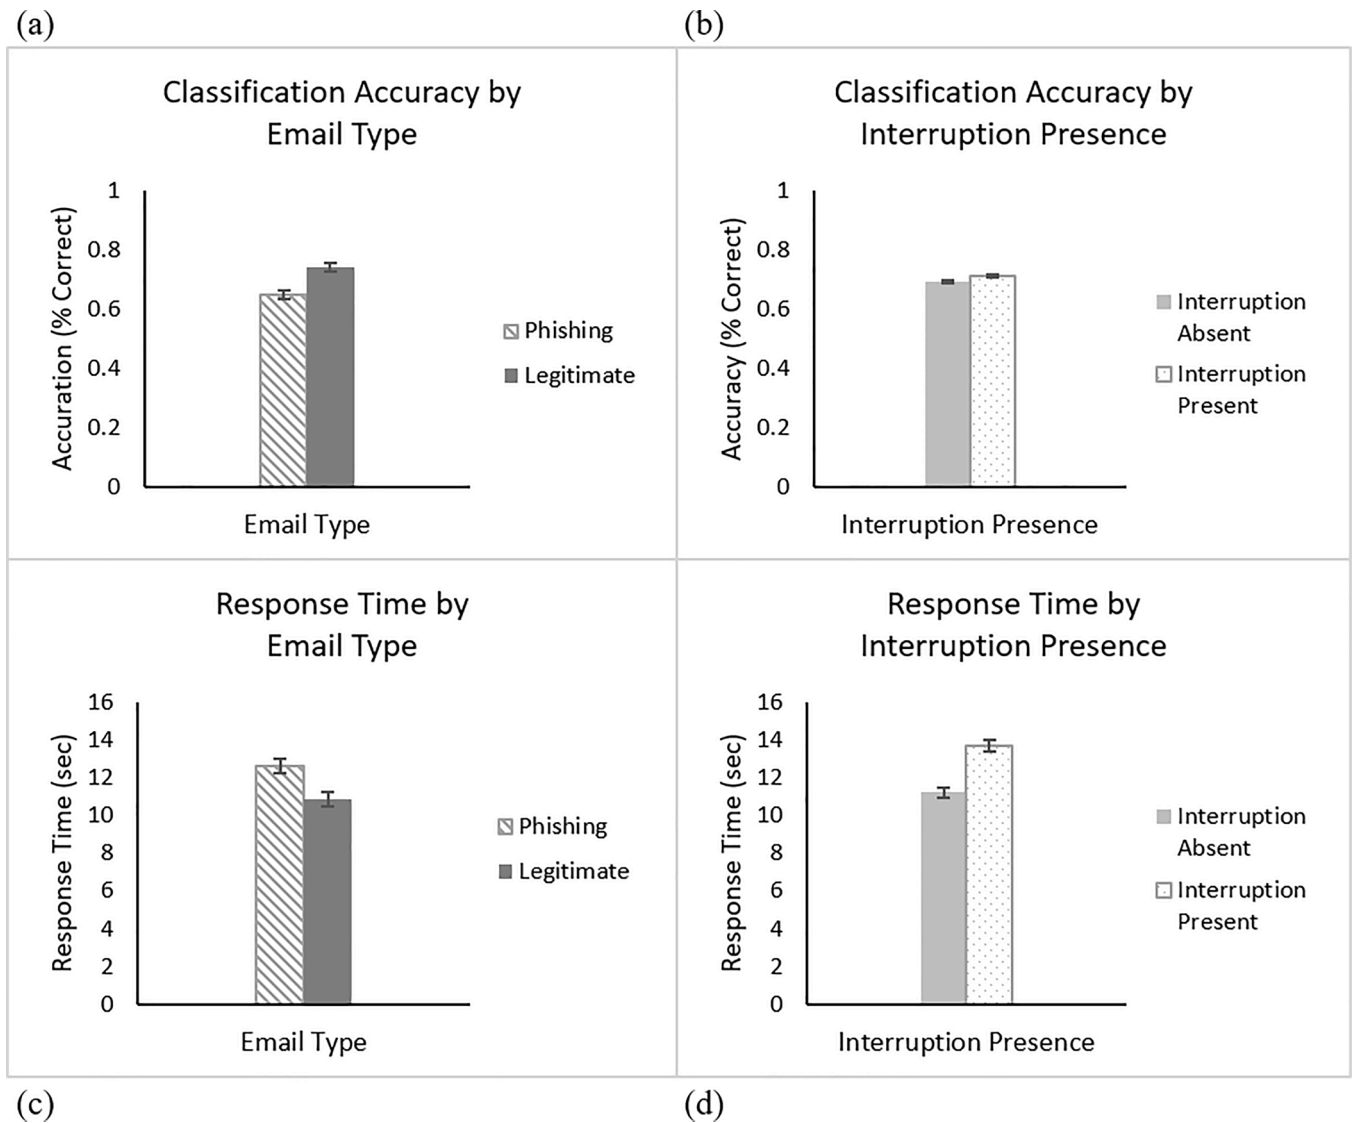 (a)
Classification Accuracy by
Email Type
Accuration (% Correct)
1
0.8
0.6
0.4
0.2
0
Phishing
Legitimate
Email Type
(b)
Classification Accuracy by
Interruption Presence
Accuracy (% Correct)
1
0.8
0.6
0.4
0.2
0
Interruption
Absent
Interruption
Present
Interruption Presence
Response Time by
Email Type
Response Time (sec)
16
14
12
10
8
6
4
2
0
Phishing
Legitimate
Email Type
(c)
Response Time by
Interruption Presence
Response Time (sec)
16
14
12
10
8
6
4
2
0
Interruption
Absent
Interruption
Present
Interruption Presence
(d)